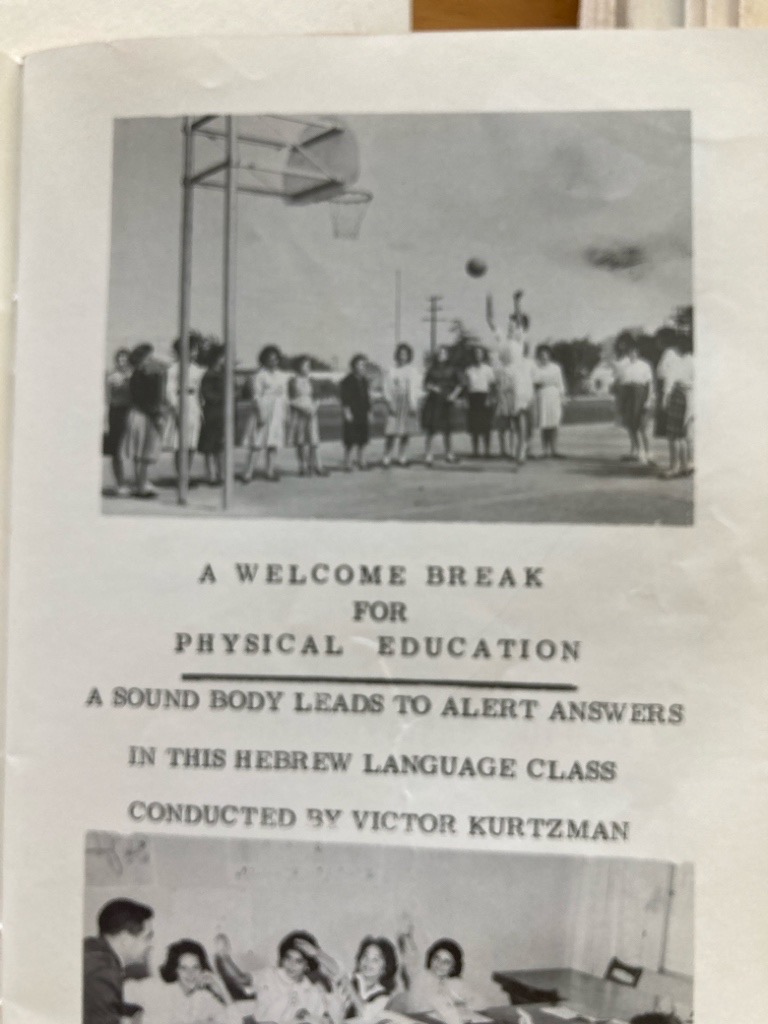 A WELCOME BREAK
FOR
PHYSICAL EDUCATION
A SOUND BODY LEADS TO ALERT ANSWERS
IN THIS HEBREW LANGUAGE CLASS
CONDUCTED BY VICTOR KURTZMAN